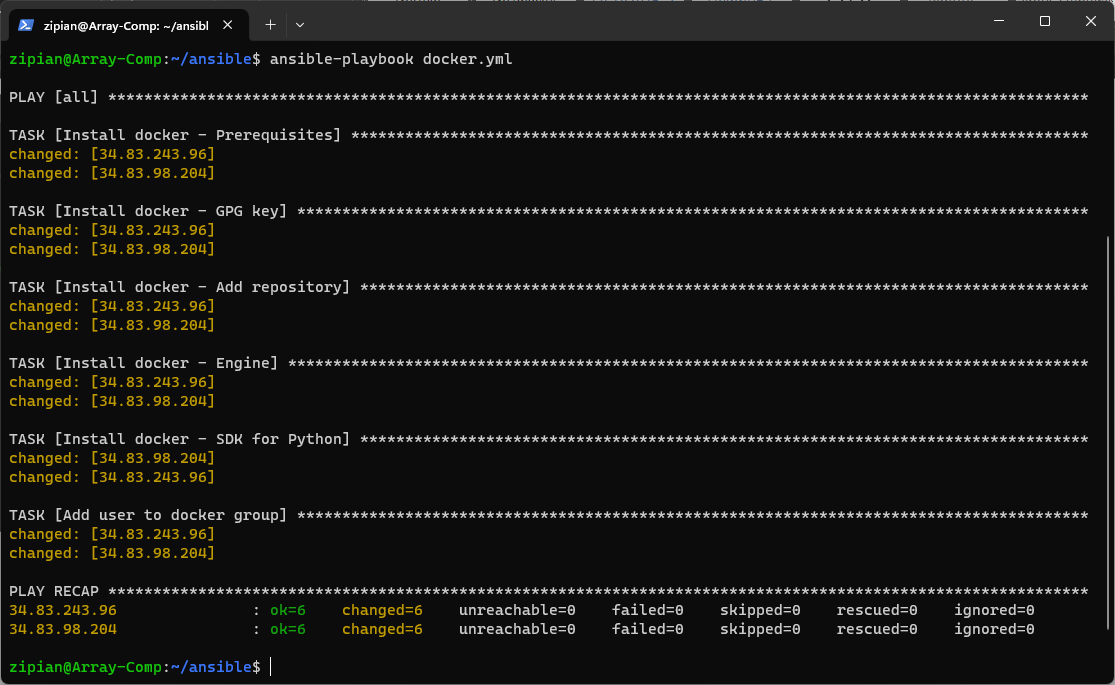 zipian@Array-Comp: ~/ansibl
zipian@Array-Comp:~/ansible$ ansible-playbook docker.yml
PLAY [all] *************************************************************************************************************
TASK [Install docker - Prerequisites] **********************************************************************************
changed: [34.83.243.96]
changed: [34.83.98.204]
TASK [Install docker - GPG key] ****************************************************************************************
changed: [34.83.243.96]
changed: [34.83.98.204]
TASK [Install docker - Add repository] *********************************************************************************
changed: [34.83.243.96]
changed: [34.83.98.204]
TASK [Install docker - Engine] *****************************************************************************************
changed: [34.83.243.96]
changed: [34.83.98.204]
TASK [Install docker - SDK for Python] *********************************************************************************
changed: [34.83.98.204]
changed: [34.83.243.96]
TASK [Add user to docker group] ****************************************************************************************
changed: [34.83.243.96]
changed: [34.83.98.204]
PLAY RECAP *************************************************************************************************************
34.83.243.96               : ok=6    changed=6    unreachable=0    failed=0    skipped=0    rescued=0    ignored=0
34.83.98.204               : ok=6    changed=6    unreachable=0    failed=0    skipped=0    rescued=0    ignored=0
zipian@Array-Comp:~/ansible$